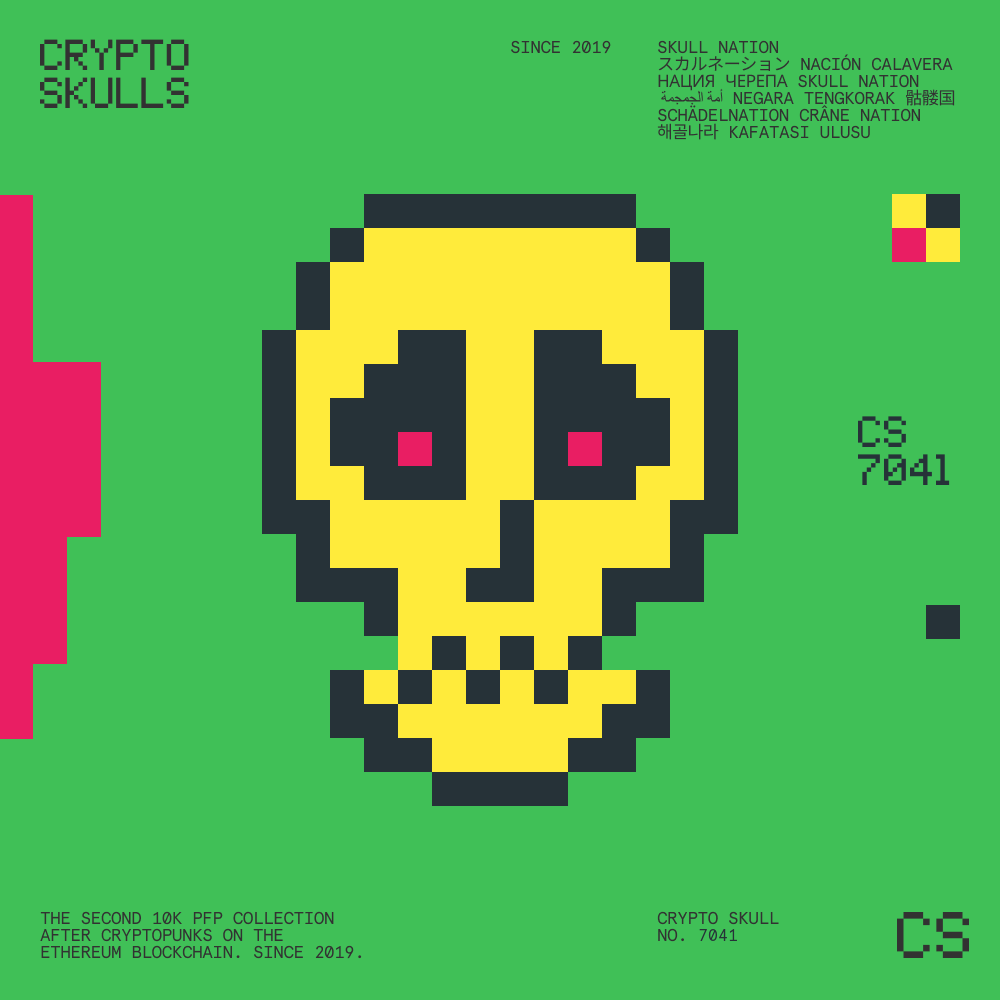 CRYPTO
SKULLS
SINCE 2019
SKULL NATION
スカルネーション NACIÓN CALAVERA
НАЦИЯ ЧЕРЕПА SKULL NATION
أمة الجمجمة NEGARA TENGKORAK 骷髅国
SCHÄDELNATION CRÂNE NATION
해골나라 KAFATASI ULUSU
CS
7041
THE SECOND 10K PFP COLLECTION
AFTER CRYPTOPUNKS ON THE
ETHEREUM BLOCKCHAIN. SINCE 2019.
CRYPTO SKULL
NO. 7041
CS